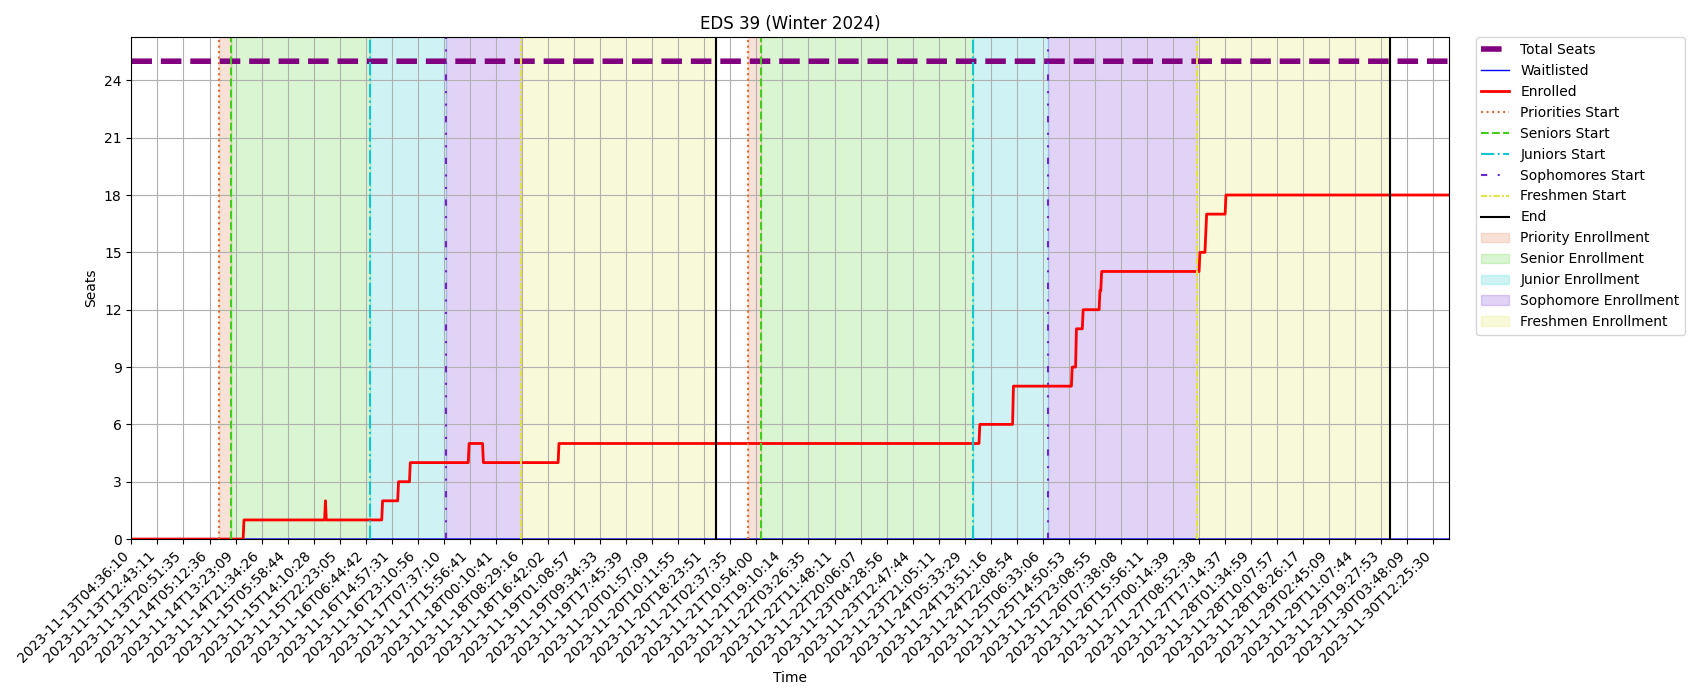 EDS 39 (Winter 2024)
Seats
24
21
18
15
12
9
6
3
0
2023-11-13T04:36:10
2023-11-13T12:43:11
2023-11-13T20:51:35
2023-11-14T05:12:36
2023-11-14T13:23:09
2023-11-14T21:34:28
2023-11-15T05:58:44
2023-11-15T14:10:28
2023-11-15T22:23:05
2023-11-16T06:44:42
2023-11-16T14:57:31
2023-11-16T23:10:56
2023-11-17T07:37:10
2023-11-17T15:56:41
2023-11-18T00:10:41
2023-11-18T08:29:16
2023-11-18T16:42:02
2023-11-19T01:08:57
2023-11-19T09:34:33
2023-11-19T17:45:39
2023-11-20T01:57:09
2023-11-20T10:11:55
2023-11-20T18:23:51
2023-11-21T02:37:35
2023-11-21T10:54:00
2023-11-21T19:10:14
2023-11-22T03:26:35
2023-11-22T11:48:11
2023-11-22T20:06:07
2023-11-23T04:28:56
2023-11-23T12:47:44
2023-11-23T21:05:11
2023-11-24T05:33:29
2023-11-24T13:51:16
2023-11-24T22:08:54
2023-11-25T06:33:06
2023-11-25T14:50:53
2023-11-25T23:08:55
2023-11-26T07:38:08
2023-11-26T15:56:11
2023-11-27T00:14:39
2023-11-27T08:52:38
2023-11-27T17:14:37
2023-11-28T01:34:59
2023-11-28T10:07:57
2023-11-28T18:26:17
2023-11-29T02:45:09
2023-11-29T11:07:44
2023-11-29T19:27:53
2023-11-30T03:48:09
2023-11-30T12:25:30
Time
Total Seats
Waitlisted
Enrolled
Priorities Start
Seniors Start
Juniors Start
Sophomores Start
Freshmen Start
End
Priority Enrollment
Senior Enrollment
Junior Enrollment
Sophomore Enrollment
Freshmen Enrollment